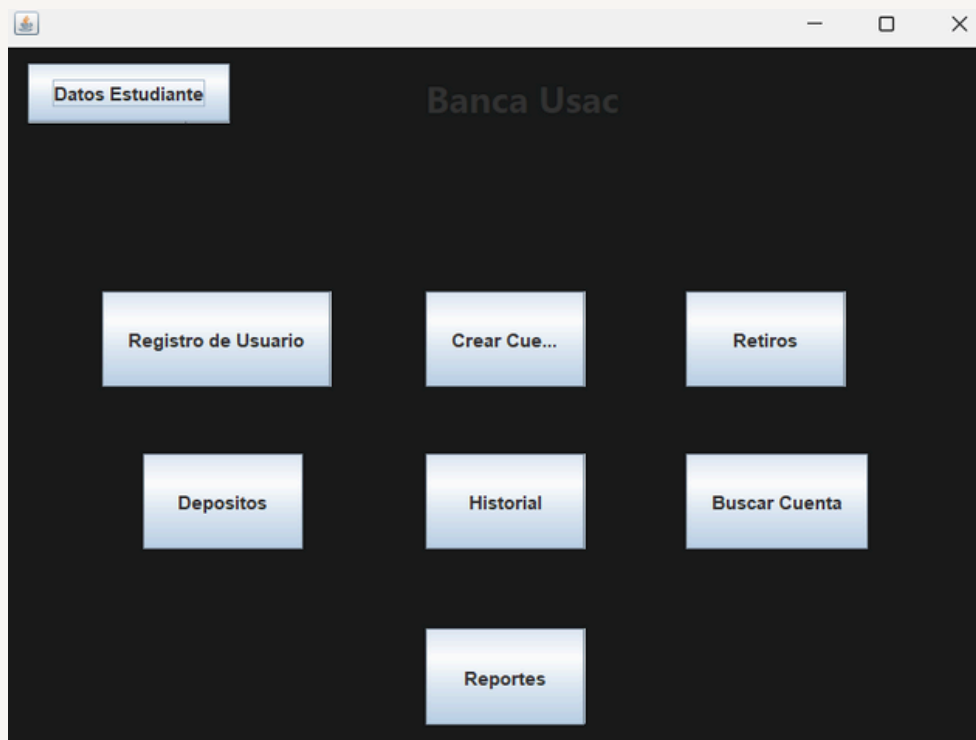 Datos Estudiante
Banca Usac
Registro de Usuario
Crear Cue...
Retiros
Depositos
Historial
Buscar Cuenta
Reportes